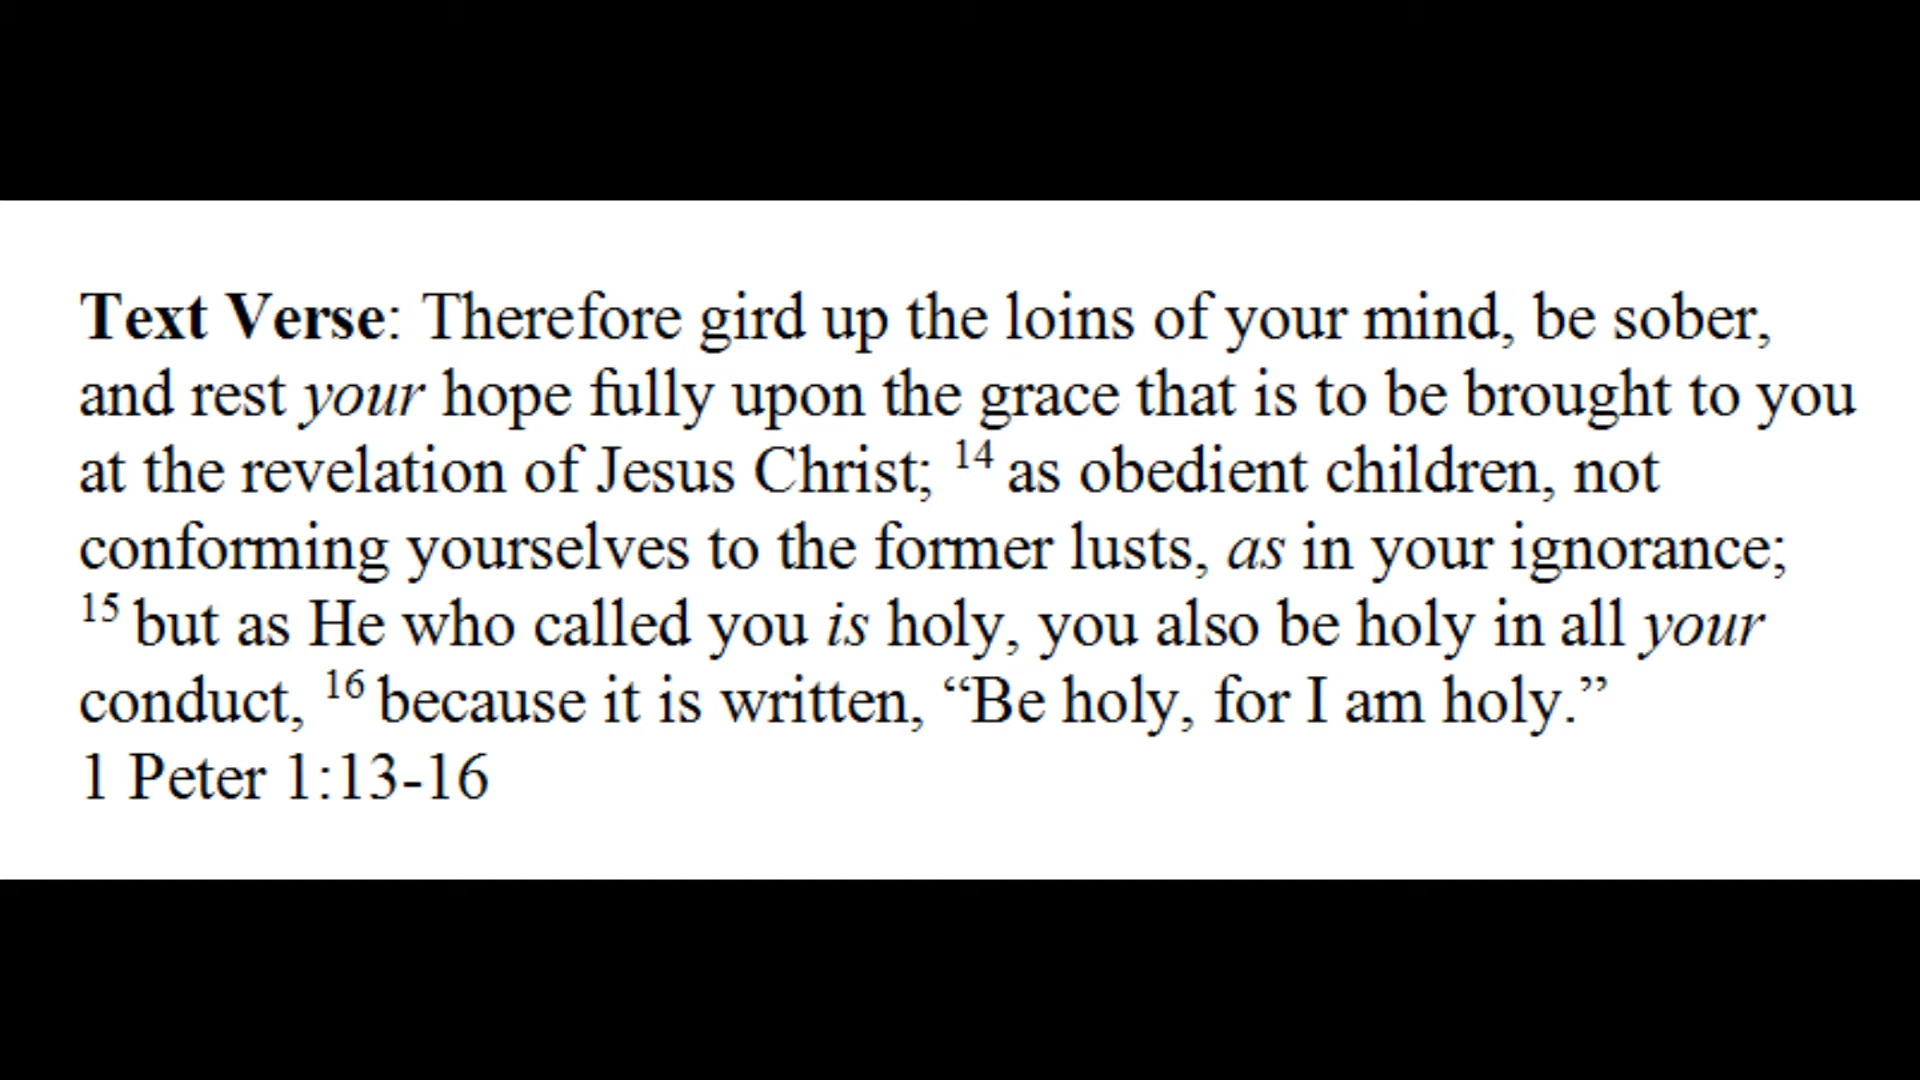 Text Verse: Therefore gird up the loins of your mind, be sober,
and rest your hope fully upon the grace that is to be brought to you
at the revelation of Jesus Christ; 14 as obedient children, not
conforming yourselves to the former lusts, as in your ignorance;
15 but as He who called you is holy, you also be holy in all your
conduct, 16 because it is written, “Be holy, for I am holy.”
1 Peter 1:13-16